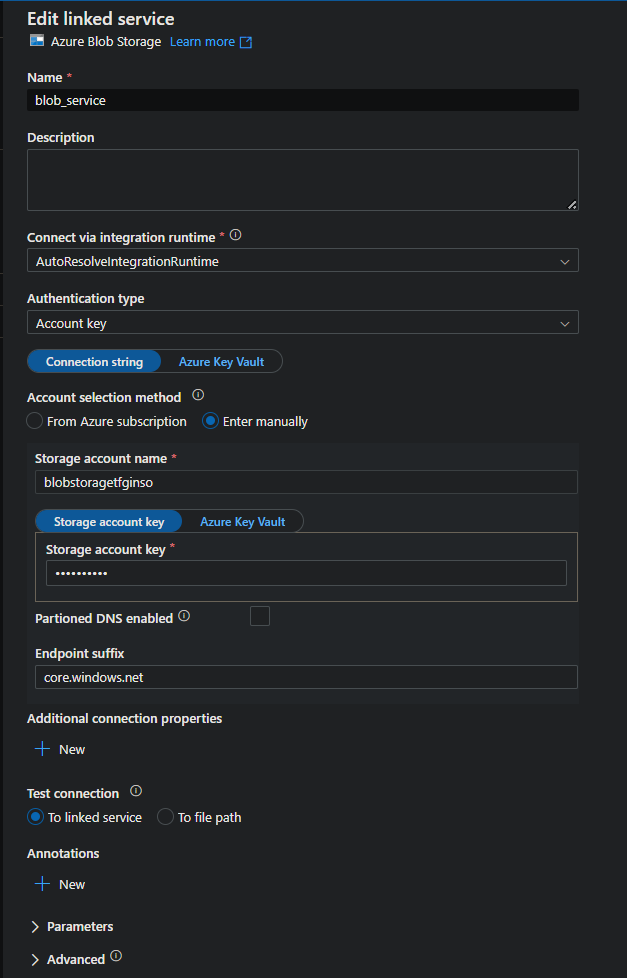 Edit linked service
Azure Blob Storage Learn more
Name *
blob_service
Description
Connect via integration runtime *
AutoResolveIntegrationRuntime
Authentication type
Account key
Connection string Azure Key Vault
Account selection method
From Azure subscription Enter manually
Storage account name *
blobstoragetfginso
Storage account key Azure Key Vault
Storage account key *
••••••••••
Partioned DNS enabled
Endpoint suffix
core.windows.net
Additional connection properties
New
Test connection
To linked service To file path
Annotations
New
Parameters
Advanced